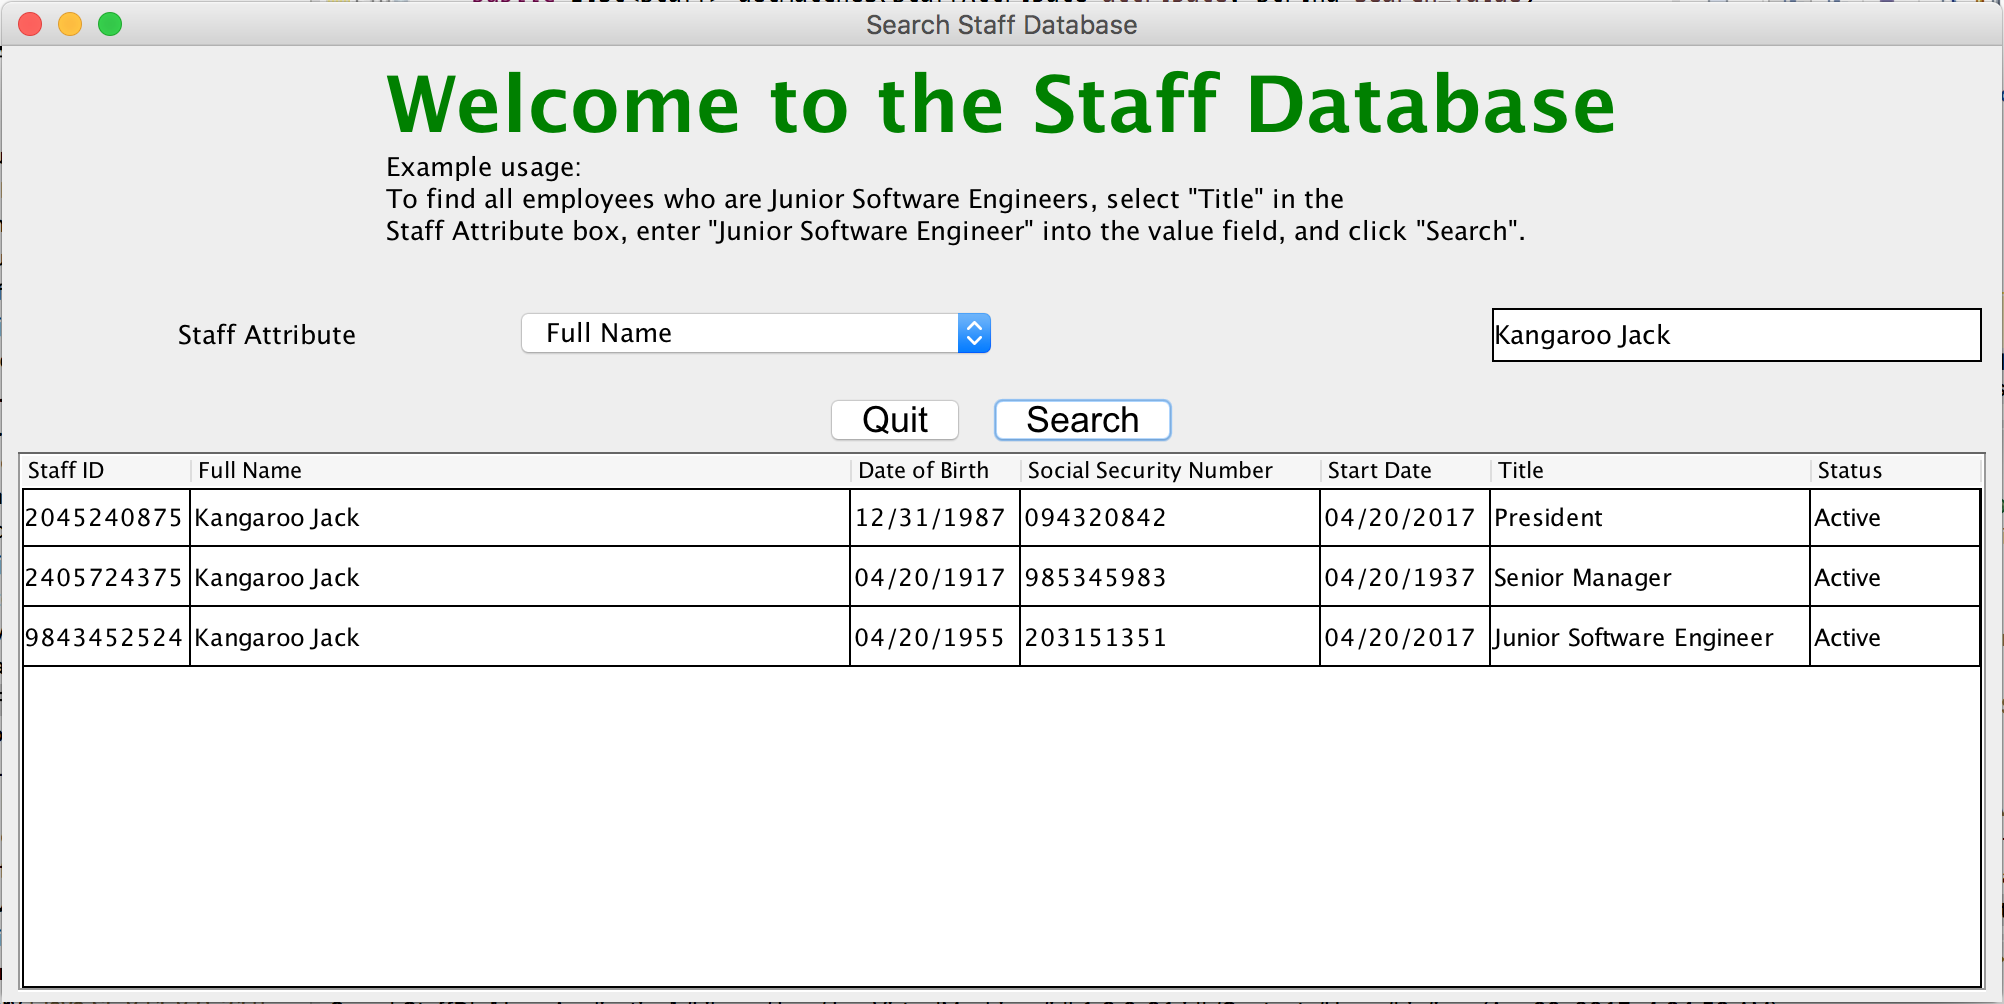 Search Staff Database
Welcome to the Staff Database
Example usage:
To find all employees who are Junior Software Engineers, select "Title" in the
Staff Attribute box, enter "Junior Software Engineer" into the value field, and click "Search".
Staff Attribute Full Name Kangaroo Jack
Quit Search
Staff ID Full Name Date of Birth Social Security Number Start Date Title Status
2045240875 Kangaroo Jack 12/31/1987 094320842 04/20/2017 President Active
2405724375 Kangaroo Jack 04/20/1917 985345983 04/20/1937 Senior Manager Active
9843452524 Kangaroo Jack 04/20/1955 203151351 04/20/2017 Junior Software Engineer Active